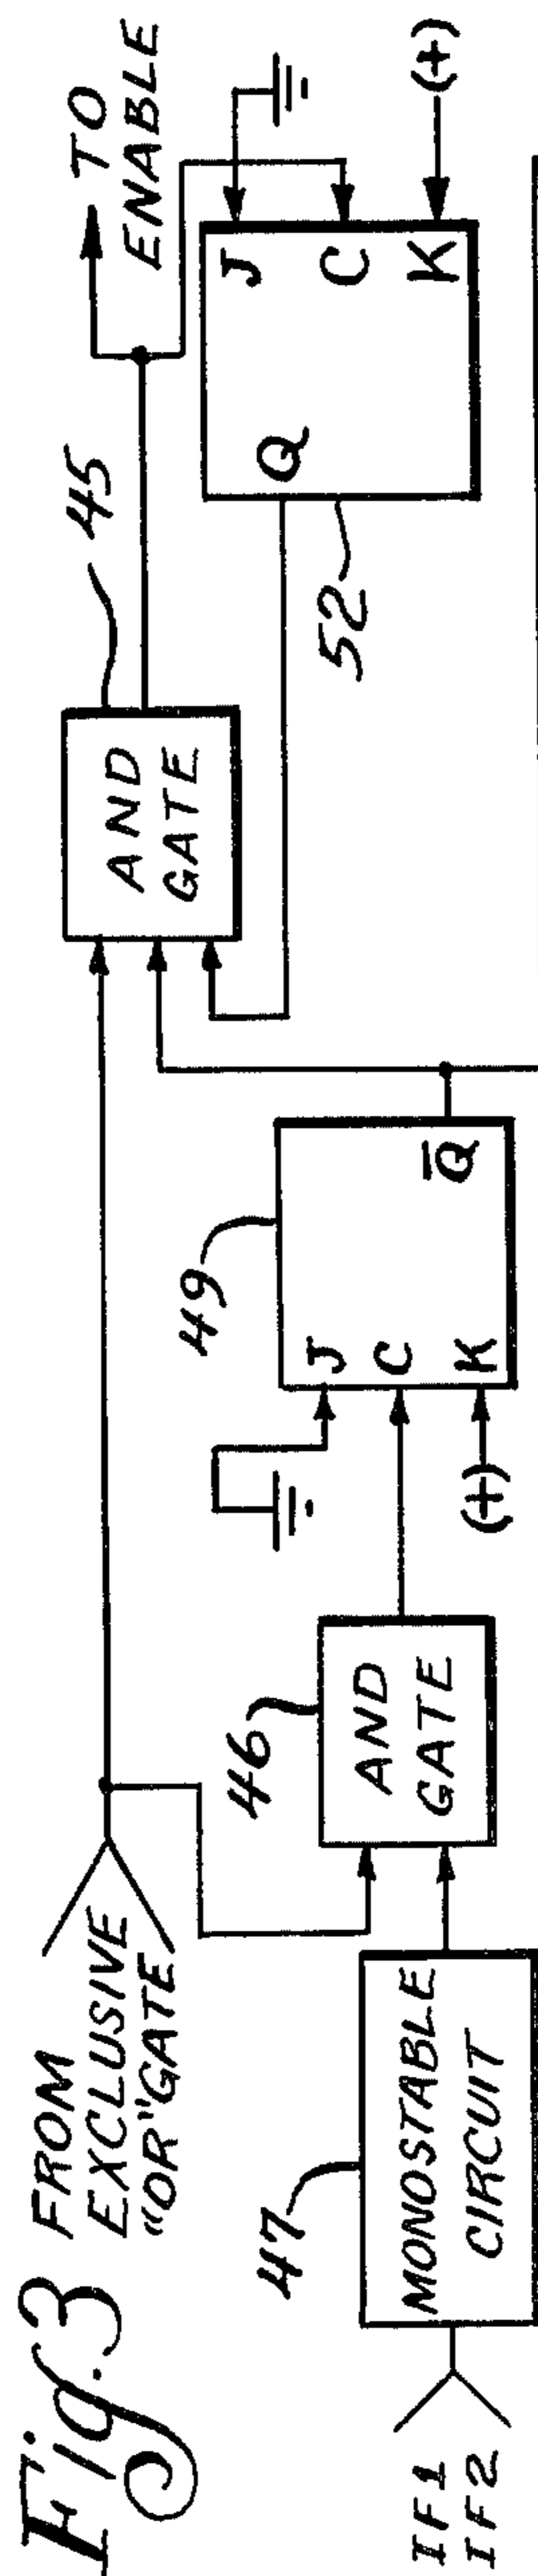 Fig. 3
FROM
EXCLUSIVE
"OR" GATE
IF1
IF2
47
MONOSTABLE
CIRCUIT
46
AND
GATE
49
J
C
K
Q̅
(+)
45
AND
GATE
TO
ENABLE
52
Q
J
C
K
(+)